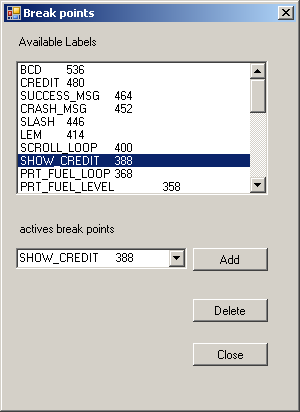 Break points
Available Labels
BCD 536
CREDIT 480
SUCCESS_MSG 464
CRASH_MSG 452
SLASH 446
LEM 414
SCROLL_LOOP 400
SHOW_CREDIT 388
PRT_FUEL_LOOP 368
PRT_FUEL_LEVEL 358
actives break points
SHOW_CREDIT 388
Add
Delete
Close